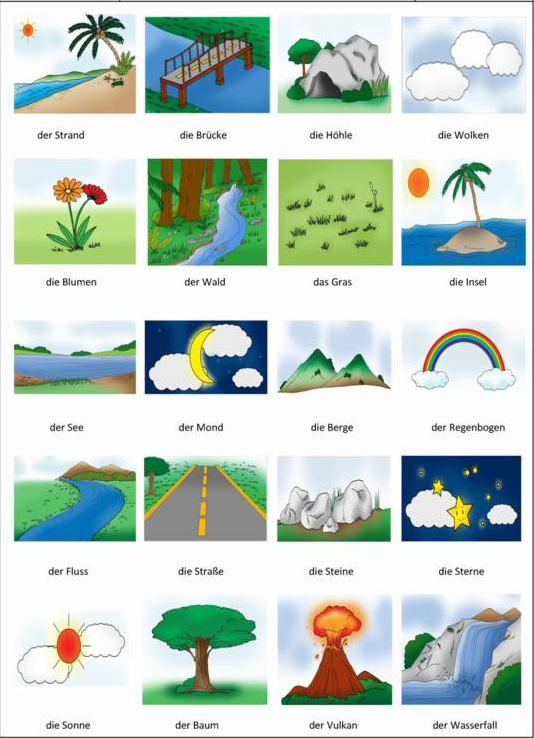 der Strand
die Brücke
die Höhle
die Wolken
die Blumen
der Wald
das Gras
die Insel
der See
der Mond
die Berge
der Regenbogen
der Fluss
die Straße
die Steine
die Sterne
die Sonne
der Baum
der Vulkan
der Wasserfall